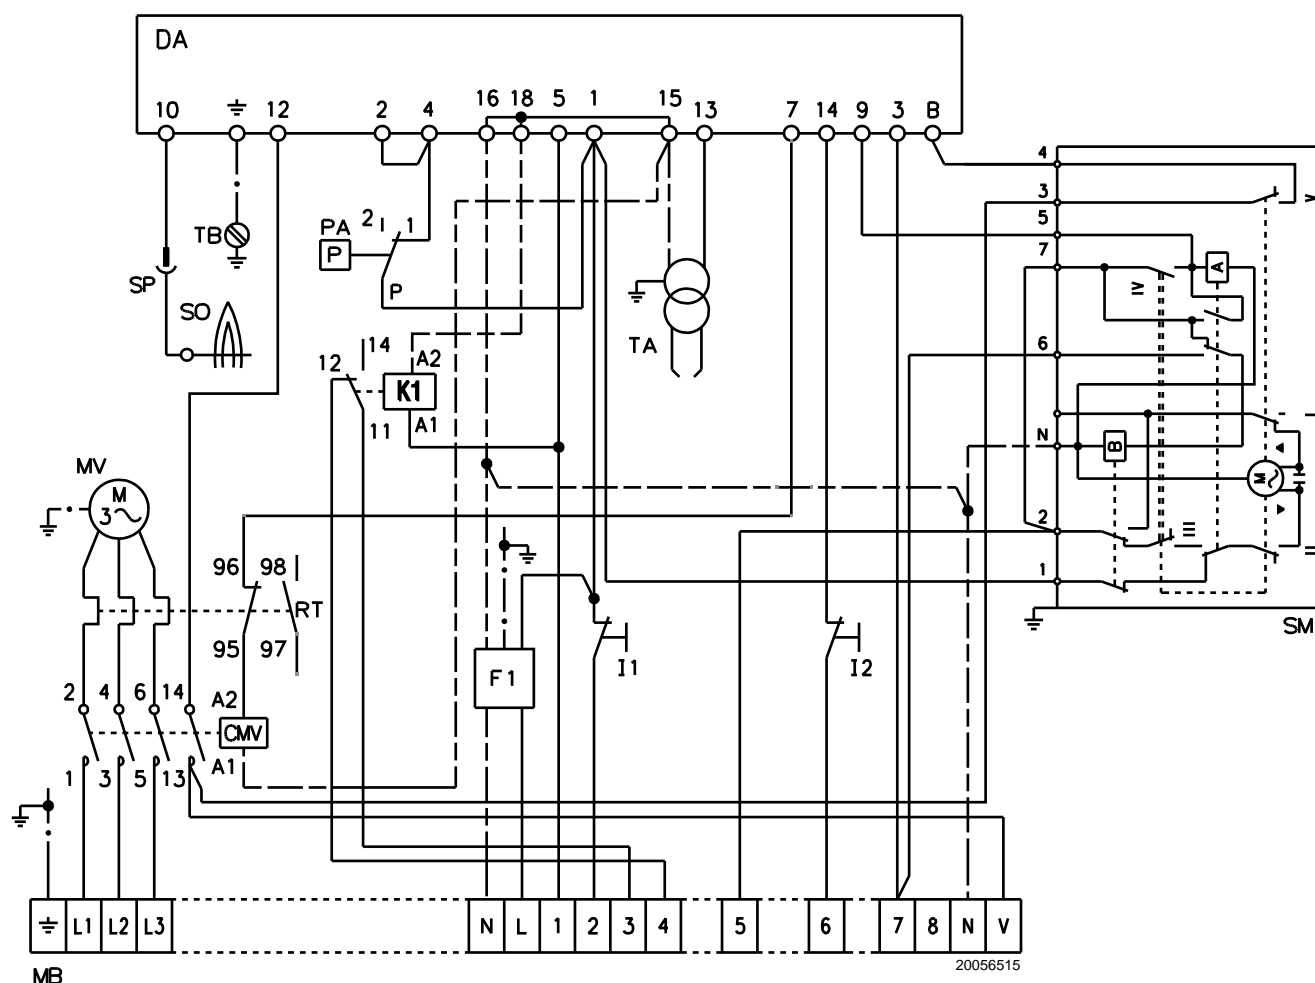 DA
10 12 2 4 16 18 5 1 15 13 7 14 9 3 B
4
3
5
7
6
N
2
1
V
A
IV
B
M
III
SM
PA 2 1
P
P
TB
SP
SO
TA
12 14
A2
K1
11 A1
MV
M
3
96 98
RT
95 97
F1
I1
I2
2 4 6 14 A2
CMV
1 3 5 13 A1
L1 L2 L3 N L 1 2 3 4 5 6 7 8 N V
20056515
MB